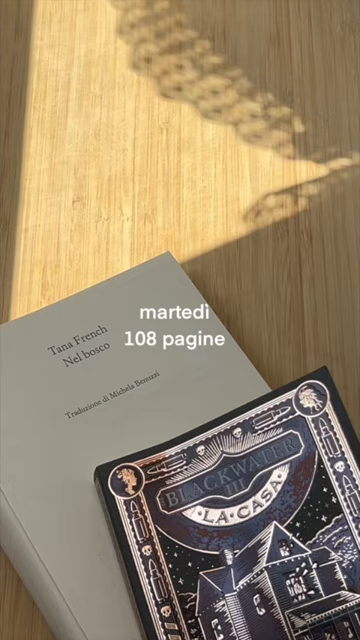 martedì
108 pagine
Tana French
Nel bosco
Traduzione di Michela Benuzzi
BLACKWATER
III
·LA·CASA·